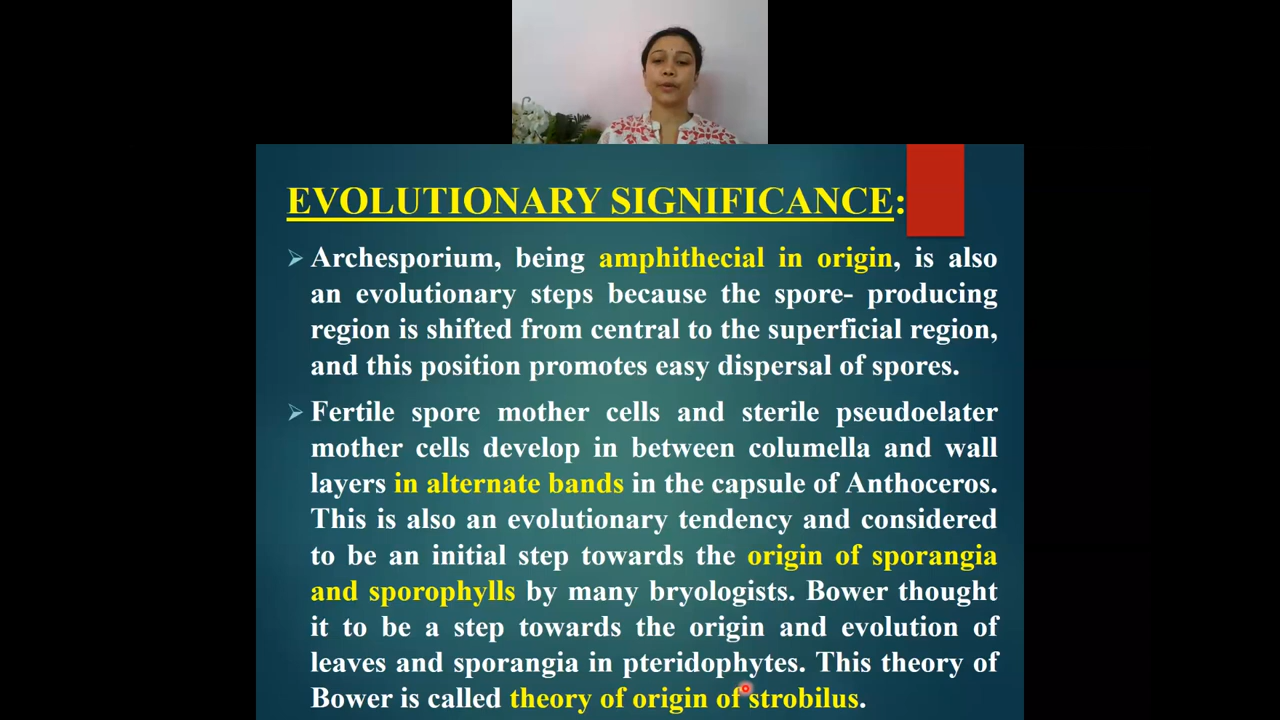 EVOLUTIONARY SIGNIFICANCE:
Archesporium, being amphithecial in origin, is also
an evolutionary steps because the spore- producing
region is shifted from central to the superficial region,
and this position promotes easy dispersal of spores.
Fertile spore mother cells and sterile pseudoelater
mother cells develop in between columella and wall
layers in alternate bands in the capsule of Anthoceros.
This is also an evolutionary tendency and considered
to be an initial step towards the origin of sporangia
and sporophylls by many bryologists. Bower thought
it to be a step towards the origin and evolution of
leaves and sporangia in pteridophytes. This theory of
Bower is called theory of origin of strobilus.